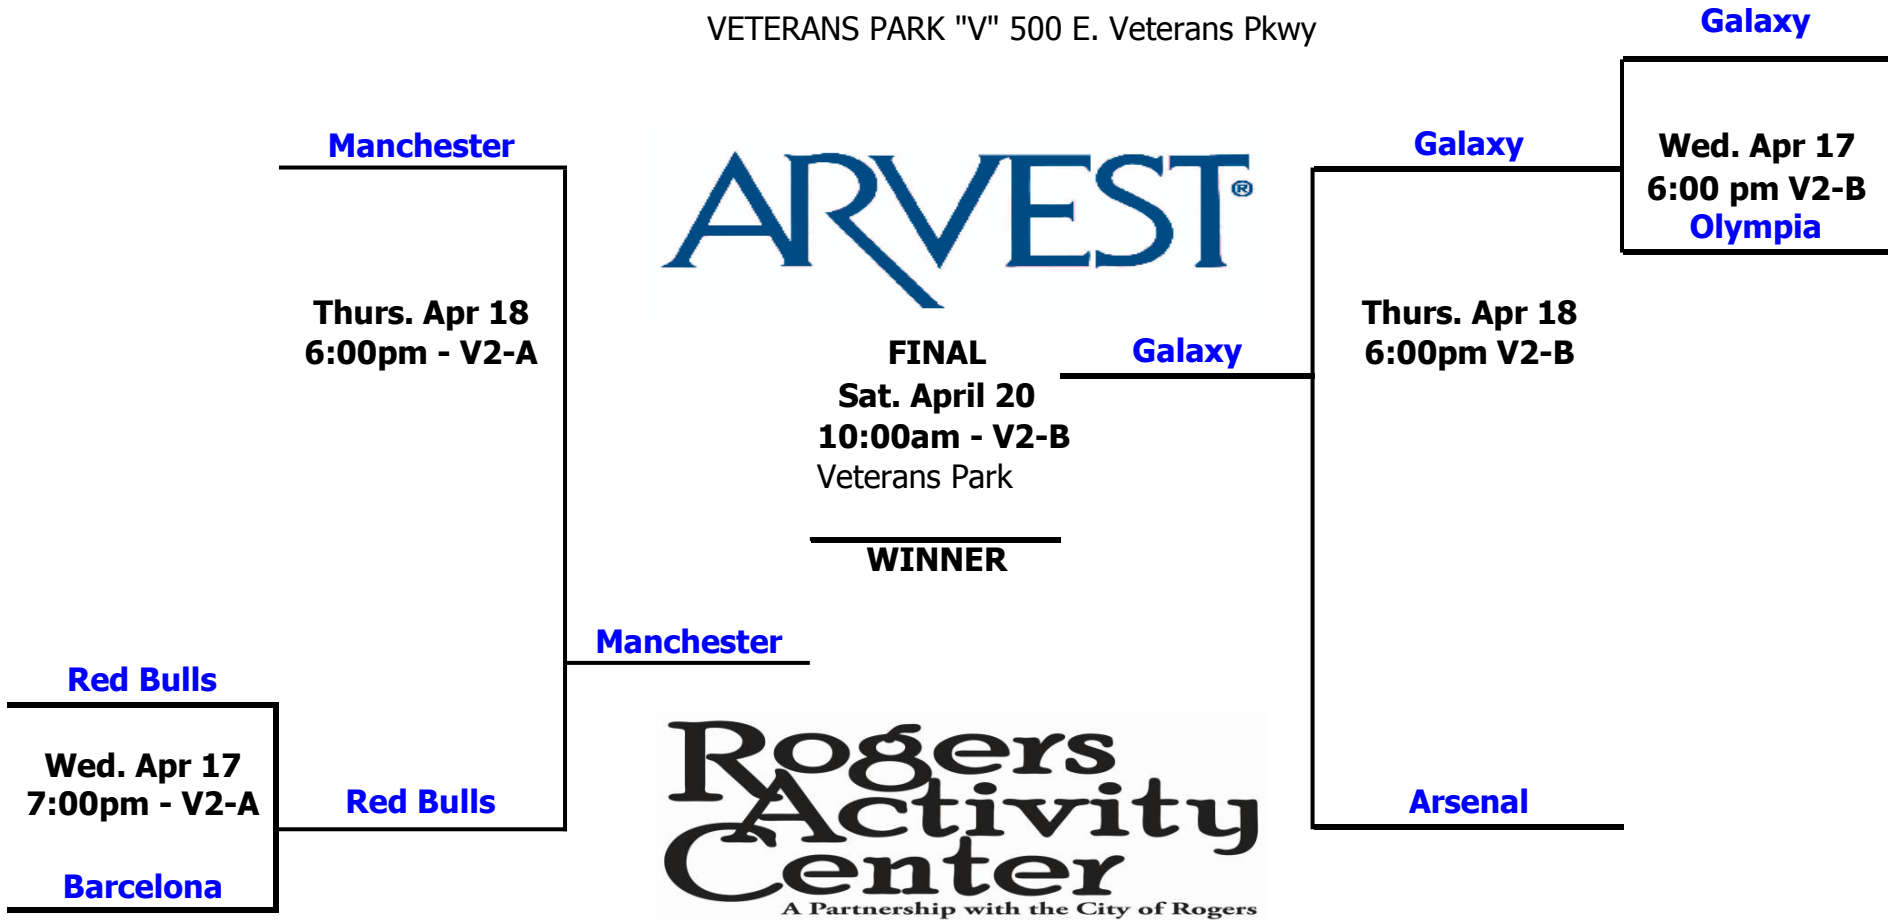 VETERANS PARK "V" 500 E. Veterans Pkwy
Galaxy
Manchester
ARVEST®
Galaxy
Wed. Apr 17
6:00 pm V2-B
Olympia
Thurs. Apr 18
6:00pm - V2-A
FINAL
Galaxy
Thurs. Apr 18
6:00pm V2-B
Sat. April 20
10:00am - V2-B
Veterans Park
WINNER
Manchester
Red Bulls
Wed. Apr 17
7:00pm - V2-A
Red Bulls
Barcelona
Rogers
Activity
Center
A Partnership with the City of Rogers
Arsenal